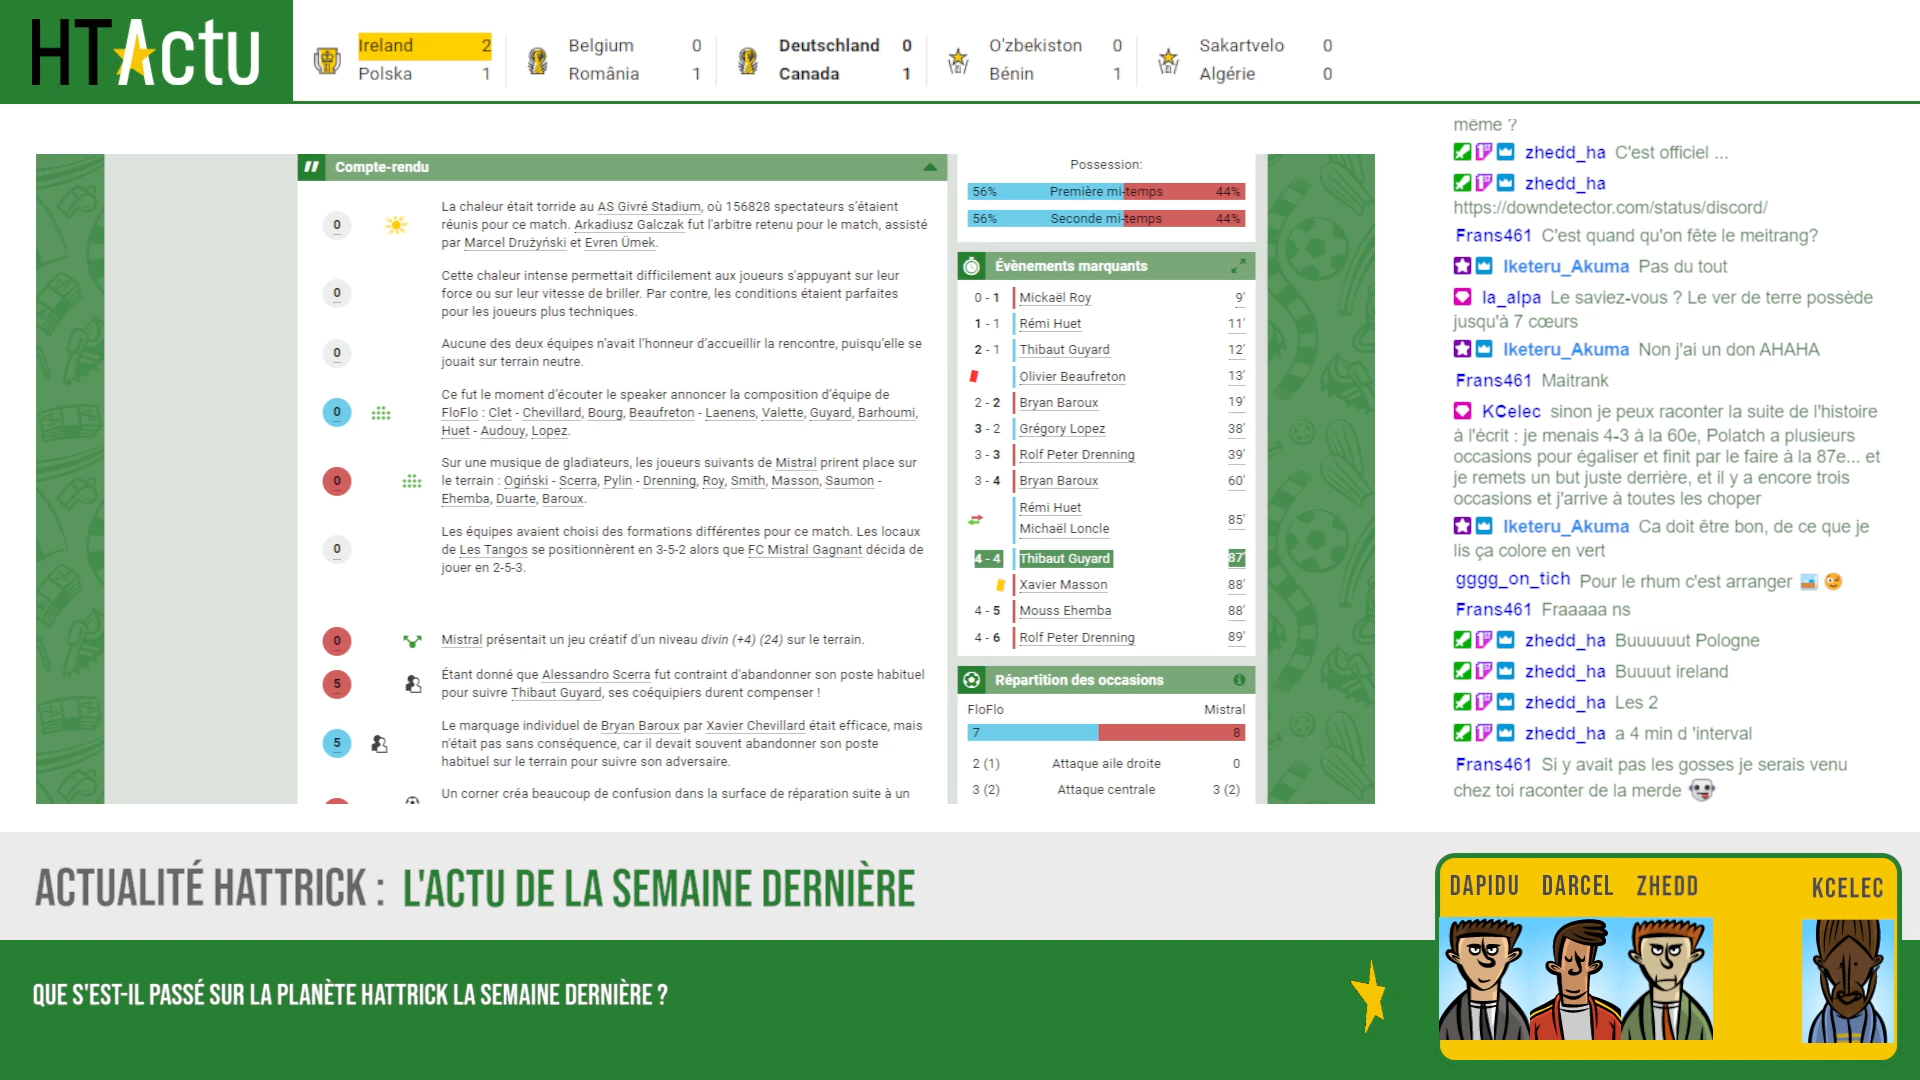 HT Actu
Ireland 2
Polska 1
Belgium 0
România 1
Deutschland 0
Canada 1
O'zbekiston 0
Bénin 1
Sakartvelo 0
Algérie 0
Compte-rendu
0 La chaleur était torride au AS Givré Stadium, où 156828 spectateurs s'étaient
réunis pour ce match. Arkadiusz Galczak fut l'arbitre retenu pour le match, assisté
par Marcel Drużyński et Evren Ümek.
0 Cette chaleur intense permettait difficilement aux joueurs s'appuyant sur leur
force ou sur leur vitesse de briller. Par contre, les conditions étaient parfaites
pour les joueurs plus techniques.
0 Aucune des deux équipes n'avait l'honneur d'accueillir la rencontre, puisqu'elle se
jouait sur terrain neutre.
0 Ce fut le moment d'écouter le speaker annoncer la composition d'équipe de
FloFlo : Clet - Chevillard, Bourg, Beaufreton - Laenens, Valette, Guyard, Barhoumi,
Huet - Audouy, Lopez.
0 Sur une musique de gladiateurs, les joueurs suivants de Mistral prirent place sur
le terrain : Ogiński - Scerra, Pylin - Drenning, Roy, Smith, Masson, Saumon -
Ehemba, Duarte, Baroux.
0 Les équipes avaient choisi des formations différentes pour ce match. Les locaux
de Les Tangos se positionnèrent en 3-5-2 alors que FC Mistral Gagnant décida de
jouer en 2-5-3.
0 Mistral présentait un jeu créatif d'un niveau divin (+4) (24) sur le terrain.
5 Étant donné que Alessandro Scerra fut contraint d'abandonner son poste habituel
pour suivre Thibaut Guyard, ses coéquipiers durent compenser !
5 Le marquage individuel de Bryan Baroux par Xavier Chevillard était efficace, mais
n'était pas sans conséquence, car il devait souvent abandonner son poste
habituel sur le terrain pour suivre son adversaire.
Un corner créa beaucoup de confusion dans la surface de réparation suite à un
Possession:
56% Première mi-temps 44%
56% Seconde mi-temps 44%
Évènements marquants
0 - 1 Mickaël Roy 9'
1 - 1 Rémi Huet 11'
2 - 1 Thibaut Guyard 12'
Olivier Beaufreton 13'
2 - 2 Bryan Baroux 19'
3 - 2 Grégory Lopez 38'
3 - 3 Rolf Peter Drenning 39'
3 - 4 Bryan Baroux 60'
Rémi Huet
Michaël Loncle 85'
4 - 4 Thibaut Guyard 87'
Xavier Masson 88'
4 - 5 Mouss Ehemba 88'
4 - 6 Rolf Peter Drenning 89'
Répartition des occasions
FloFlo Mistral
7 8
2 (1) Attaque aile droite 0
3 (2) Attaque centrale 3 (2)
même ?
zhedd_ha C'est officiel ...
zhedd_ha
https://downdetector.com/status/discord/
Frans461 C'est quand qu'on fête le meitrang?
Iketeru_Akuma Pas du tout
la_alpa Le saviez-vous ? Le ver de terre possède
jusqu'à 7 cœurs
Iketeru_Akuma Non j'ai un don AHAHA
Frans461 Maitrank
KCelec sinon je peux raconter la suite de l'histoire
à l'écrit : je menais 4-3 à la 60e, Polatch a plusieurs
occasions pour égaliser et finit par le faire à la 87e... et
je remets un but juste derrière, et il y a encore trois
occasions et j'arrive à toutes les choper
Iketeru_Akuma Ca doit être bon, de ce que je
lis ça colore en vert
gggg_on_tich Pour le rhum c'est arranger
Frans461 Fraaaaa ns
zhedd_ha Buuuuuut Pologne
zhedd_ha Buuuut ireland
zhedd_ha Les 2
zhedd_ha a 4 min d 'interval
Frans461 Si y avait pas les gosses je serais venu
chez toi raconter de la merde
ACTUALITÉ HATTRICK : L'ACTU DE LA SEMAINE DERNIÈRE
QUE S'EST-IL PASSÉ SUR LA PLANÈTE HATTRICK LA SEMAINE DERNIÈRE ?
DAPIDU DARCEL ZHEDD KCELEC